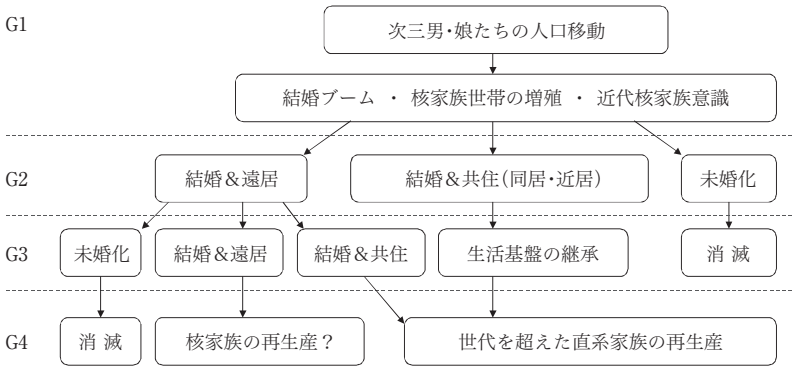 G1
次三男・娘たちの人口移動
結婚ブーム ・ 核家族世帯の増殖 ・ 近代核家族意識
G2
結婚＆遠居
結婚＆共住（同居・近居）
未婚化
G3
未婚化
結婚＆遠居
結婚＆共住
生活基盤の継承
消 滅
G4
消 滅
核家族の再生産？
世代を超えた直系家族の再生産